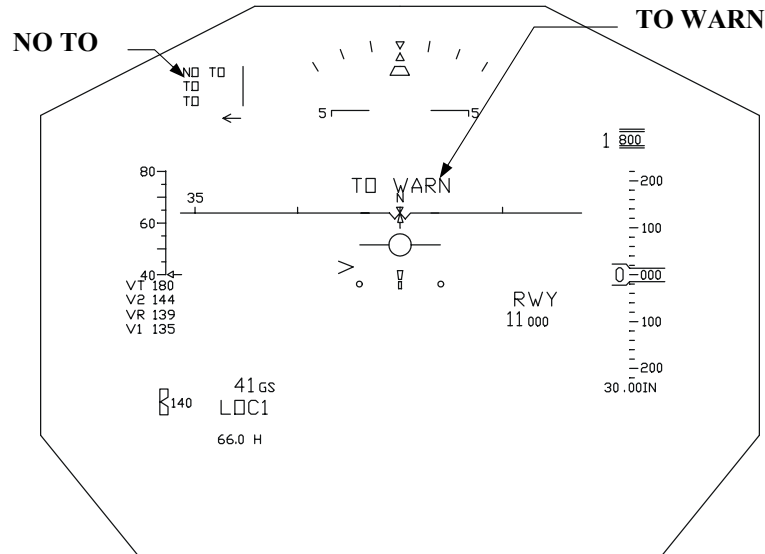 TO WARN
NO TO
NO TO
TO
TO
5 5
1 800
80
200
TO WARN
N
35
60
100
40
0 000
VT 180
V2 144
VR 139
V1 135
RWY
11 000
100
200
30.00IN
41 GS
140
LOC1
66.0 H